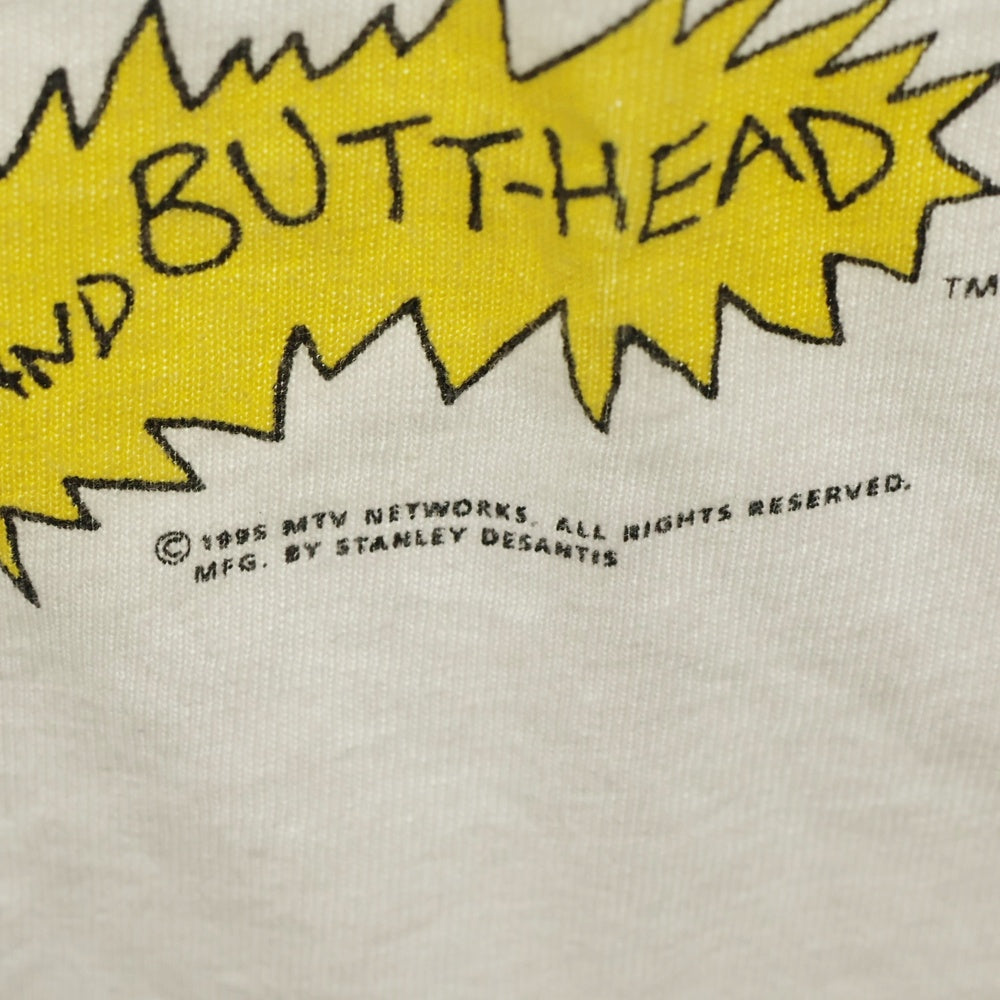 AND
BUTT-HEAD
TM
© 1995 MTV NETWORKS. ALL RIGHTS RESERVED.
MFG. BY STANLEY DESANTIS